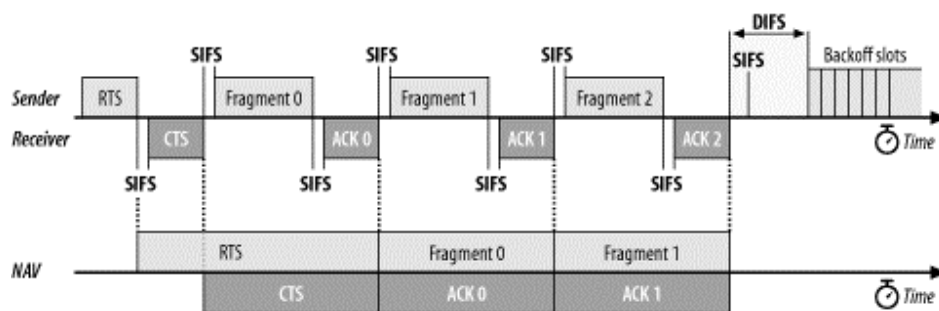 DIFS
SIFS SIFS SIFS SIFS Backoff slots
Sender RTS Fragment 0 Fragment 1 Fragment 2
Receiver CTS ACK 0 ACK 1 ACK 2 Time
SIFS SIFS SIFS SIFS
RTS Fragment 0 Fragment 1
NAV
CTS ACK 0 ACK 1 Time